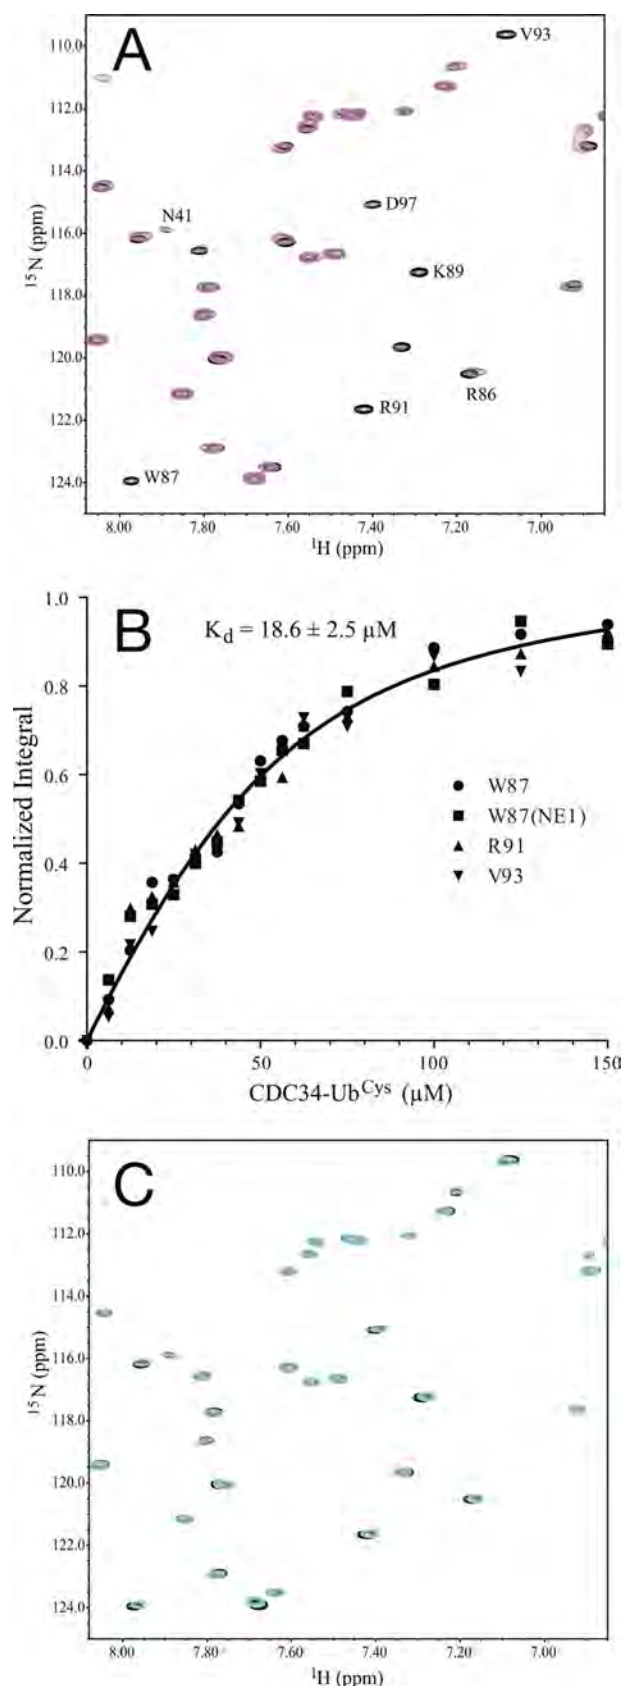 A
110.0
112.0
114.0
116.0
118.0
120.0
122.0
124.0
¹⁵N (ppm)
V93
D97
N41
K89
R86
R91
W87
8.00 7.80 7.60 7.40 7.20 7.00
¹H (ppm)
B
K_d = 18.6 ± 2.5 µM
1.0
0.8
0.6
0.4
0.2
0.0
Normalized Integral
W87
W87(NE1)
R91
V93
0 50 100 150
CDC34-Ub^Cys (µM)
C
110.0
112.0
114.0
116.0
118.0
120.0
122.0
124.0
¹⁵N (ppm)
8.00 7.80 7.60 7.40 7.20 7.00
¹H (ppm)